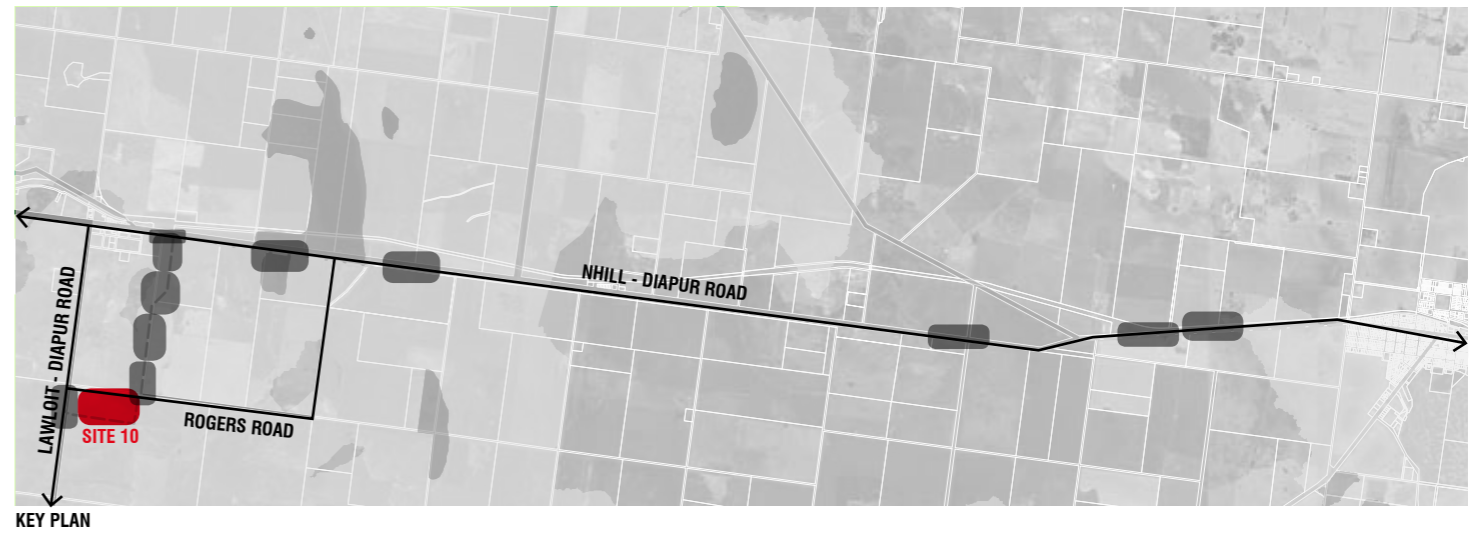 NHILL - DIAPUR ROAD
LAWLOIT - DIAPUR ROAD
ROGERS ROAD
SITE 10
KEY PLAN